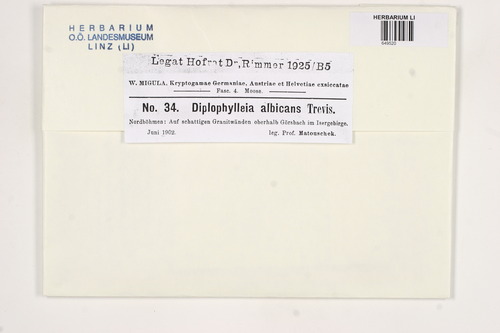 HERBARIUM
O.Ö. LANDESMUSEUM
LINZ (LI)
HERBARIUM LI
649020
Legat Hofrat Dr, Rimmer 1925/B5
W. MIGULA, Kryptogamae Germaniae, Austriae et Helvetiae exsiccatae
Fasc. 4. Moose.
No. 34. Diplophylleia albicans Trevis.
Nordböhmen: Auf schattigen Granitwänden oberhalb Görsbach im Isergebirge.
Juni 1902. leg. Prof. Matouschek.